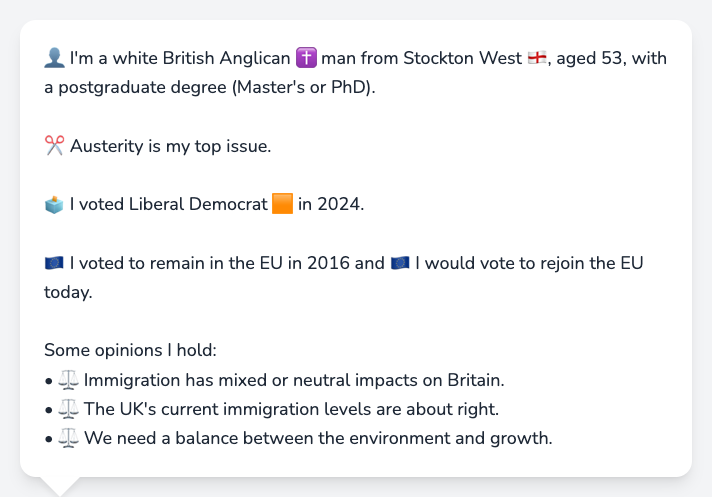 👤 I'm a white British Anglican ✝️ man from Stockton West 🏴󠁧󠁢󠁥󠁮󠁧󠁿, aged 53, with
a postgraduate degree (Master's or PhD).
✂️ Austerity is my top issue.
🗳️ I voted Liberal Democrat 🟧 in 2024.
🇪🇺 I voted to remain in the EU in 2016 and 🇪🇺 I would vote to rejoin the EU
today.
Some opinions I hold:
• ⚖️ Immigration has mixed or neutral impacts on Britain.
• ⚖️ The UK's current immigration levels are about right.
• ⚖️ We need a balance between the environment and growth.